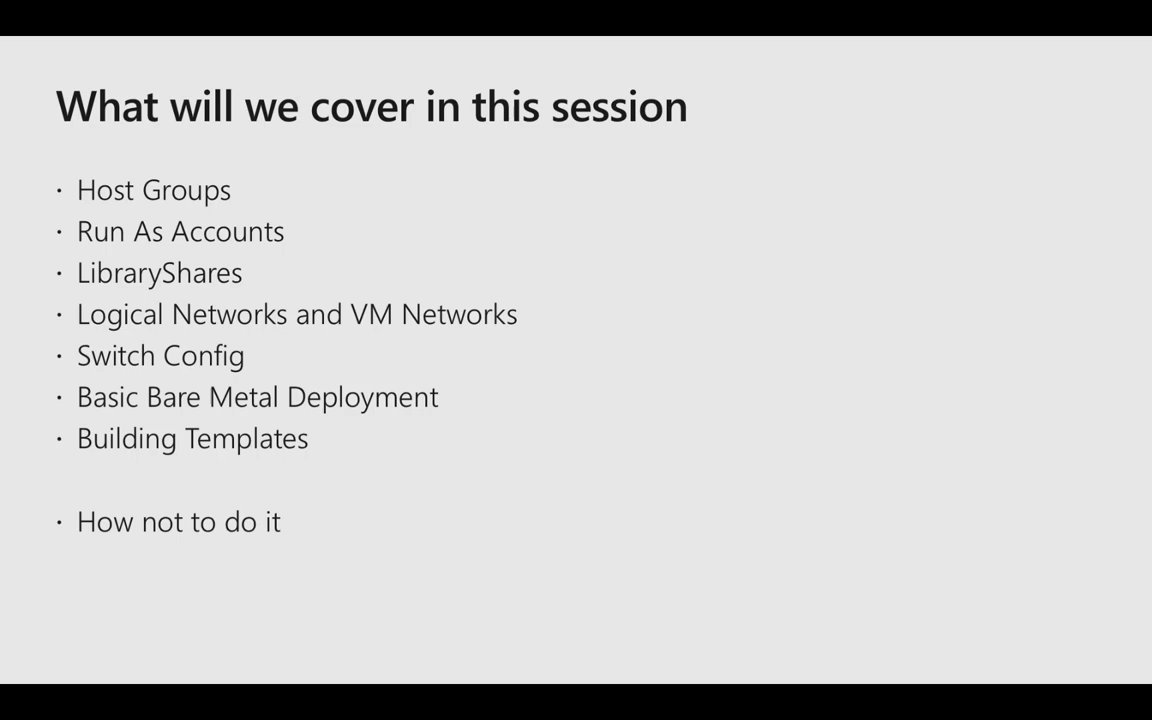 What will we cover in this session
· Host Groups
· Run As Accounts
· LibraryShares
· Logical Networks and VM Networks
· Switch Config
· Basic Bare Metal Deployment
· Building Templates
· How not to do it